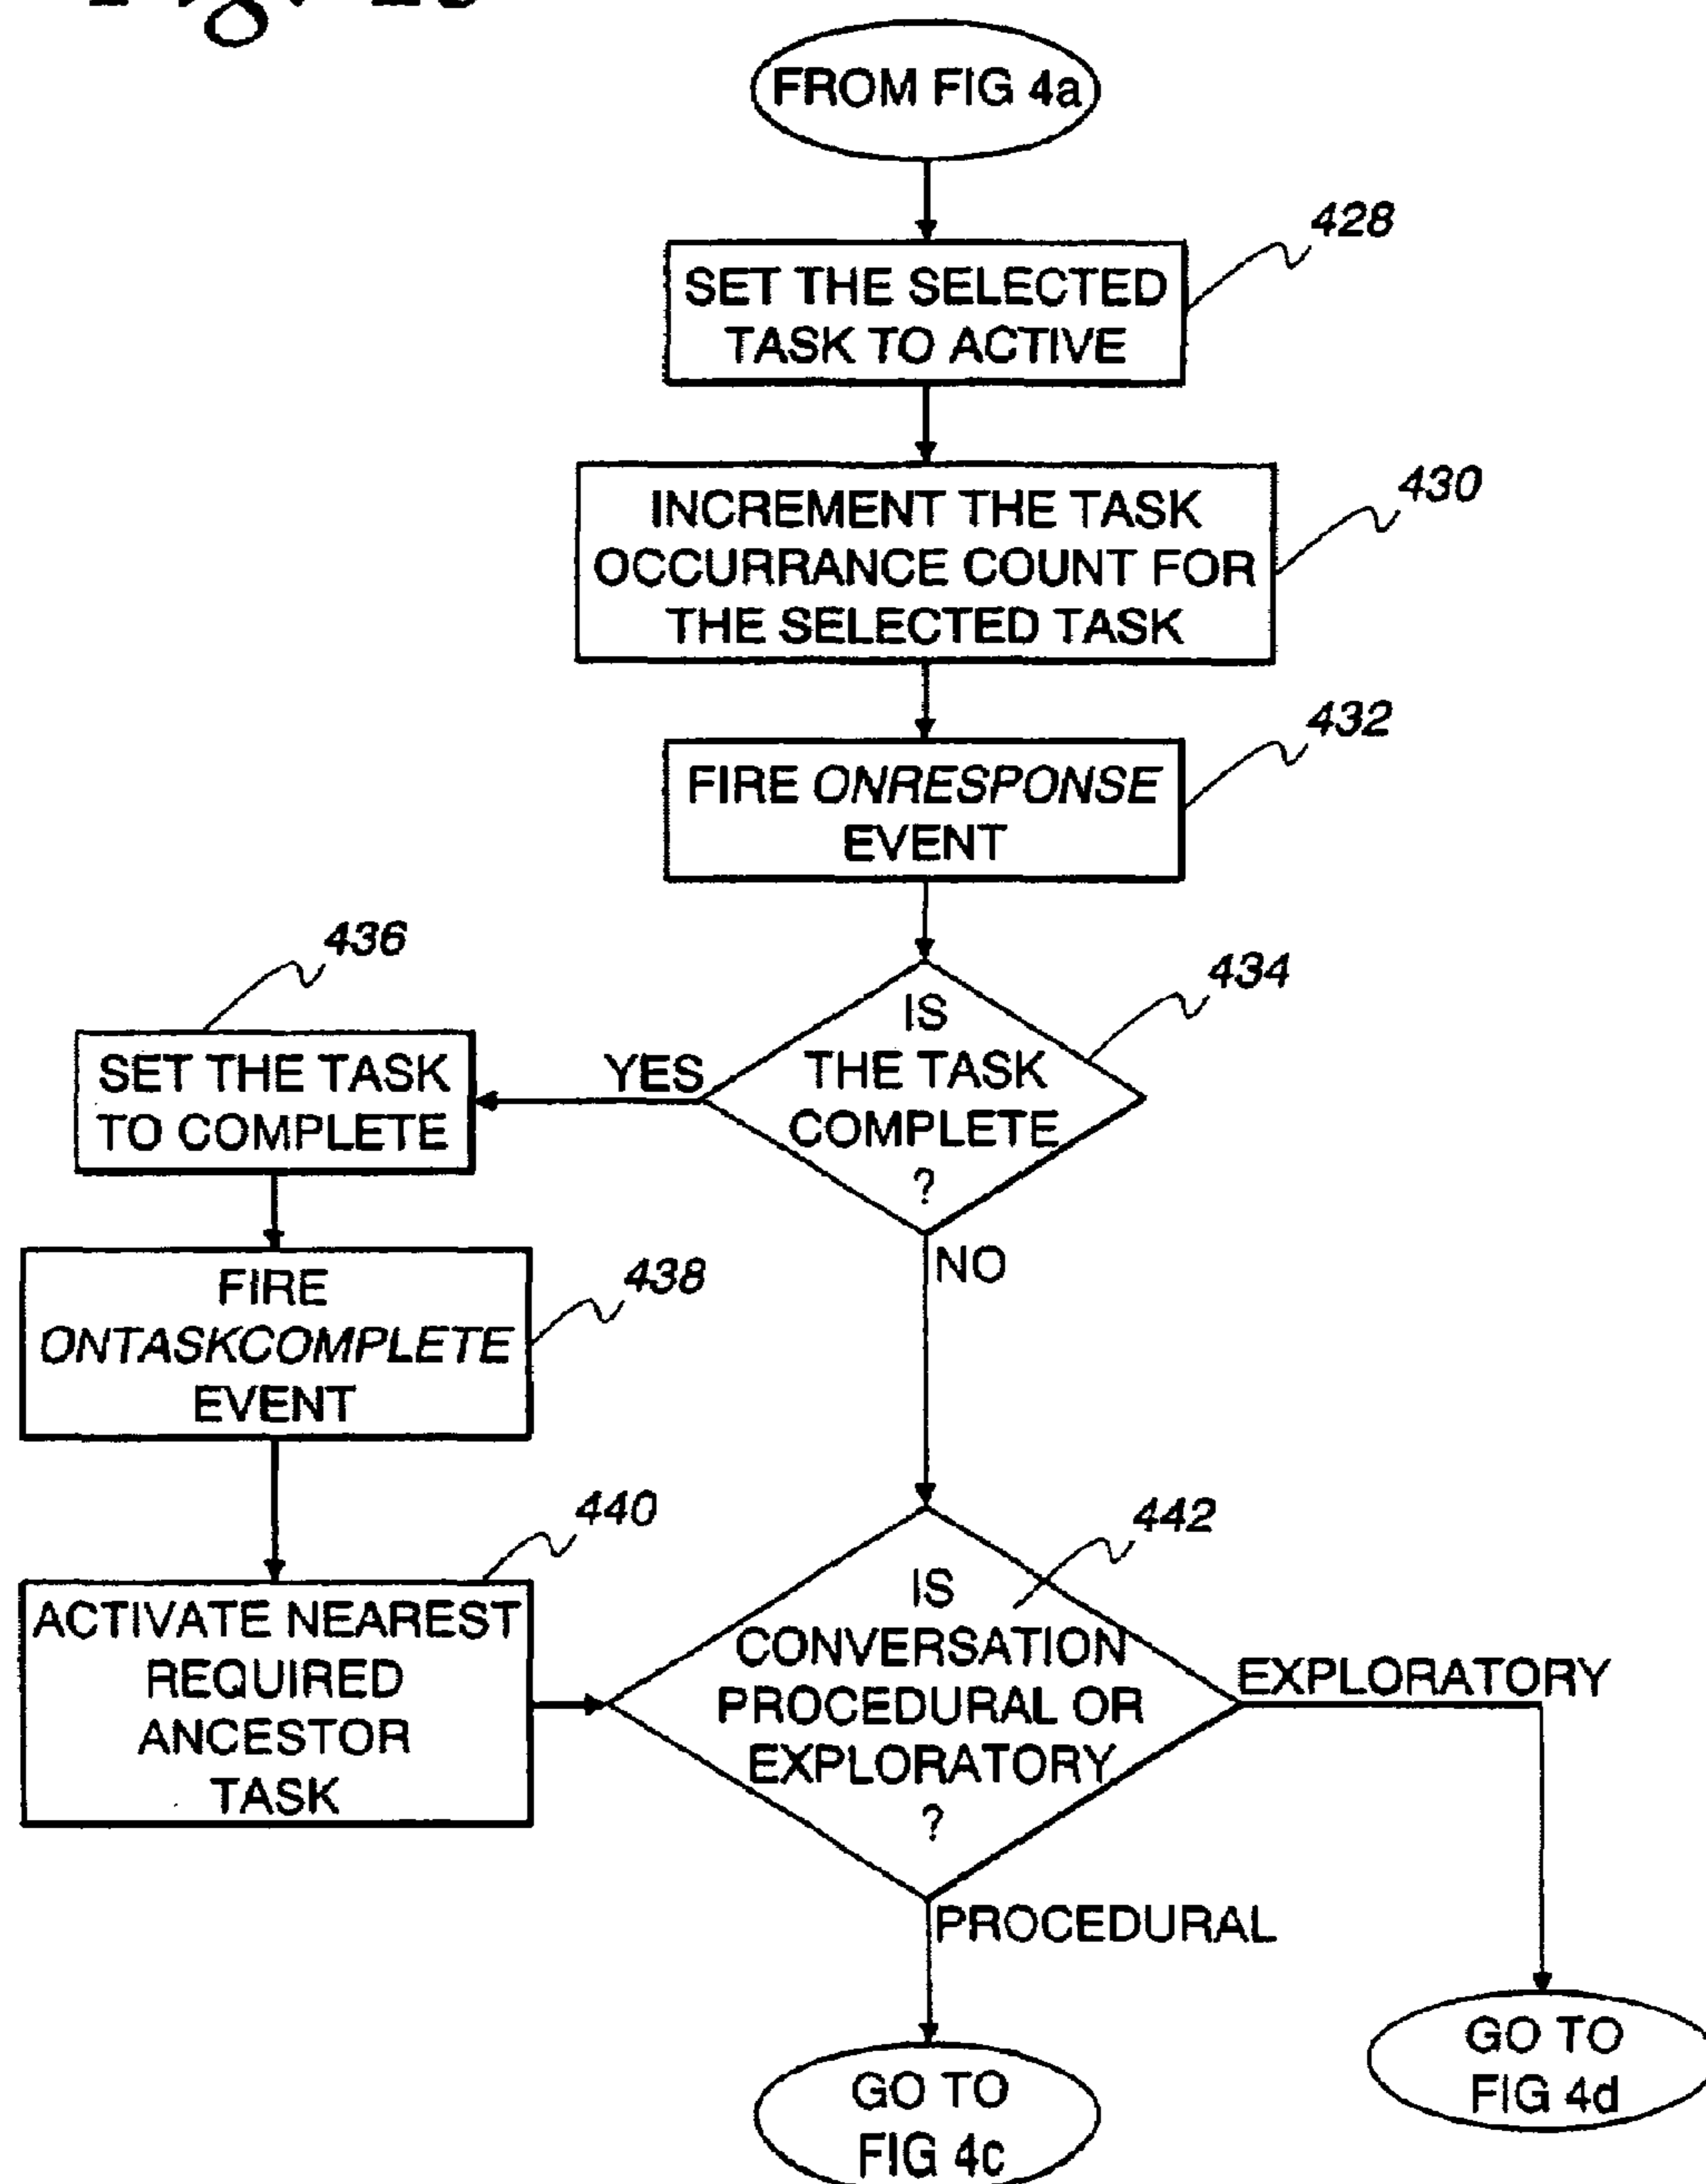 FROM FIG 4a
428
SET THE SELECTED
TASK TO ACTIVE
430
INCREMENT THE TASK
OCCURRANCE COUNT FOR
THE SELECTED TASK
432
FIRE ONRESPONSE
EVENT
434
IS
THE TASK
COMPLETE
?
YES
NO
436
SET THE TASK
TO COMPLETE
438
FIRE
ONTASKCOMPLETE
EVENT
440
ACTIVATE NEAREST
REQUIRED
ANCESTOR
TASK
442
IS
CONVERSATION
PROCEDURAL OR
EXPLORATORY
?
EXPLORATORY
PROCEDURAL
GO TO
FIG 4d
GO TO
FIG 4c